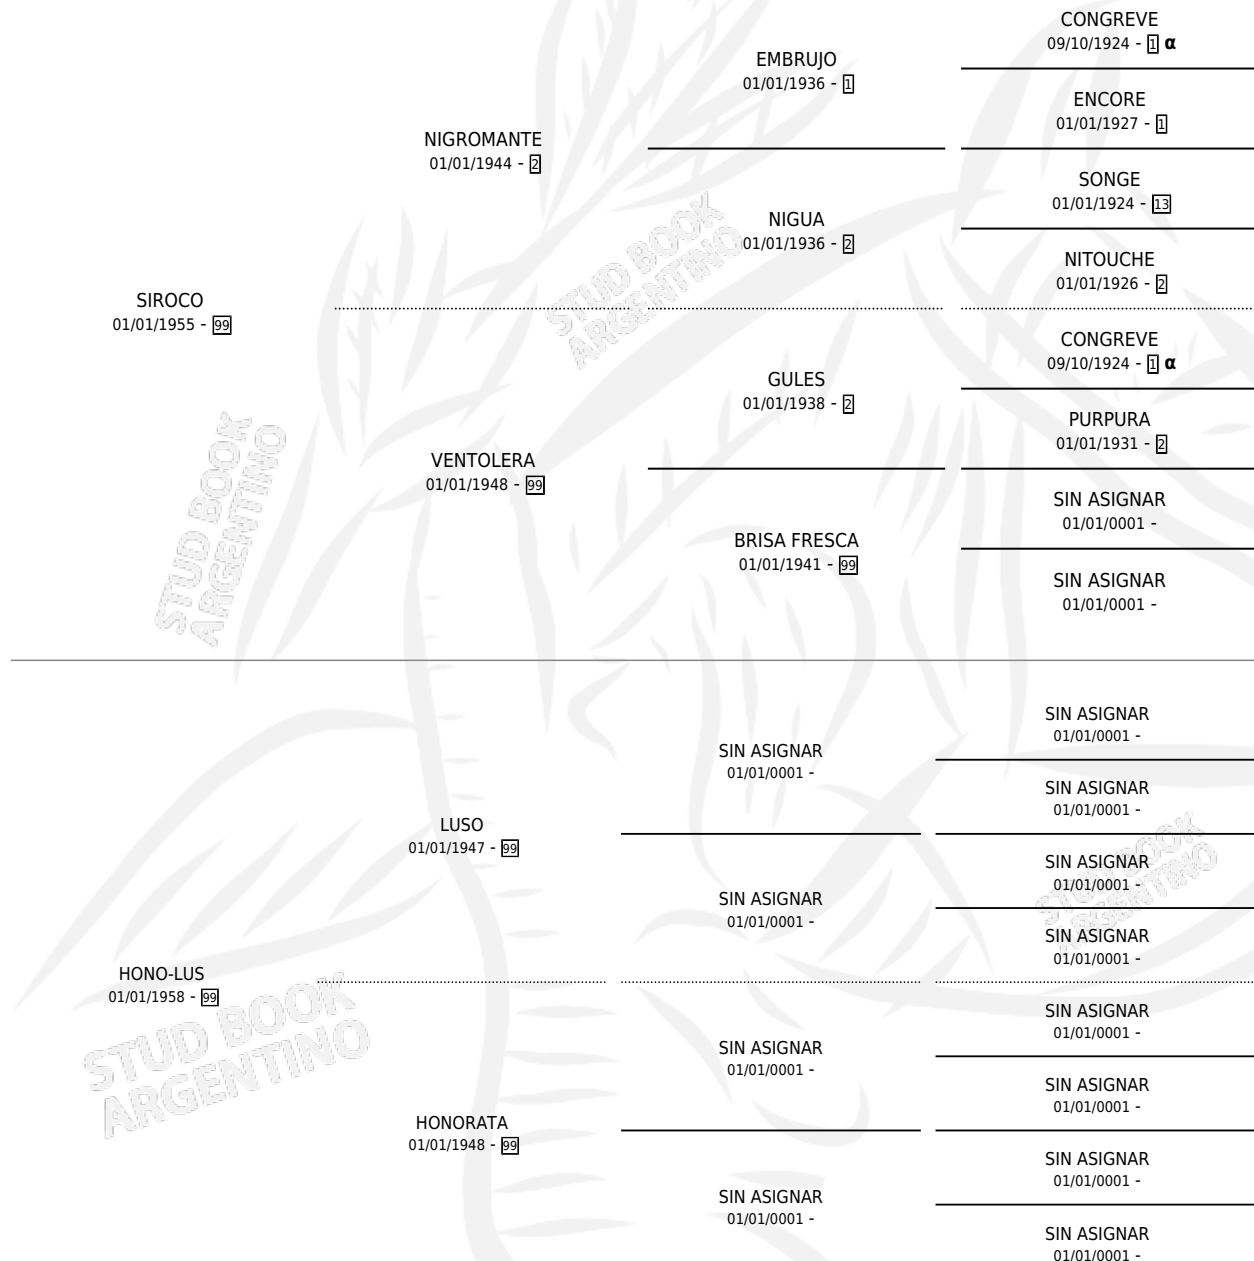 CONGREVE
09/10/1924 - 1 α
EMBRUJO
01/01/1936 - 1
ENCORE
01/01/1927 - 1
NIGROMANTE
01/01/1944 - 2
SONGE
01/01/1924 - 13
NIGUA
01/01/1936 - 2
NITOUCHE
01/01/1926 - 2
SIROCO
01/01/1955 - 99
CONGREVE
09/10/1924 - 1 α
GULES
01/01/1938 - 2
PURPURA
01/01/1931 - 2
VENTOLERA
01/01/1948 - 99
SIN ASIGNAR
01/01/0001 -
BRISA FRESCA
01/01/1941 - 99
SIN ASIGNAR
01/01/0001 -
SIN ASIGNAR
01/01/0001 -
SIN ASIGNAR
01/01/0001 -
SIN ASIGNAR
01/01/0001 -
LUSO
01/01/1947 - 99
SIN ASIGNAR
01/01/0001 -
SIN ASIGNAR
01/01/0001 -
SIN ASIGNAR
01/01/0001 -
HONO-LUS
01/01/1958 - 99
SIN ASIGNAR
01/01/0001 -
SIN ASIGNAR
01/01/0001 -
SIN ASIGNAR
01/01/0001 -
HONORATA
01/01/1948 - 99
SIN ASIGNAR
01/01/0001 -
SIN ASIGNAR
01/01/0001 -
SIN ASIGNAR
01/01/0001 -
STUD BOOK
ARGENTINO
STUD BOOK
ARGENTINO
STUD BOOK
ARGENTINO
STUD BOOK
ARGENTINO